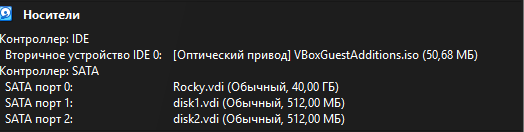 Носители
Контроллер: IDE
Вторичное устройство IDE 0: [Оптический привод] VBoxGuestAdditions.iso (50,68 МБ)
Контроллер: SATA
SATA порт 0: Rocky.vdi (Обычный, 40,00 ГБ)
SATA порт 1: disk1.vdi (Обычный, 512,00 МБ)
SATA порт 2: disk2.vdi (Обычный, 512,00 МБ)